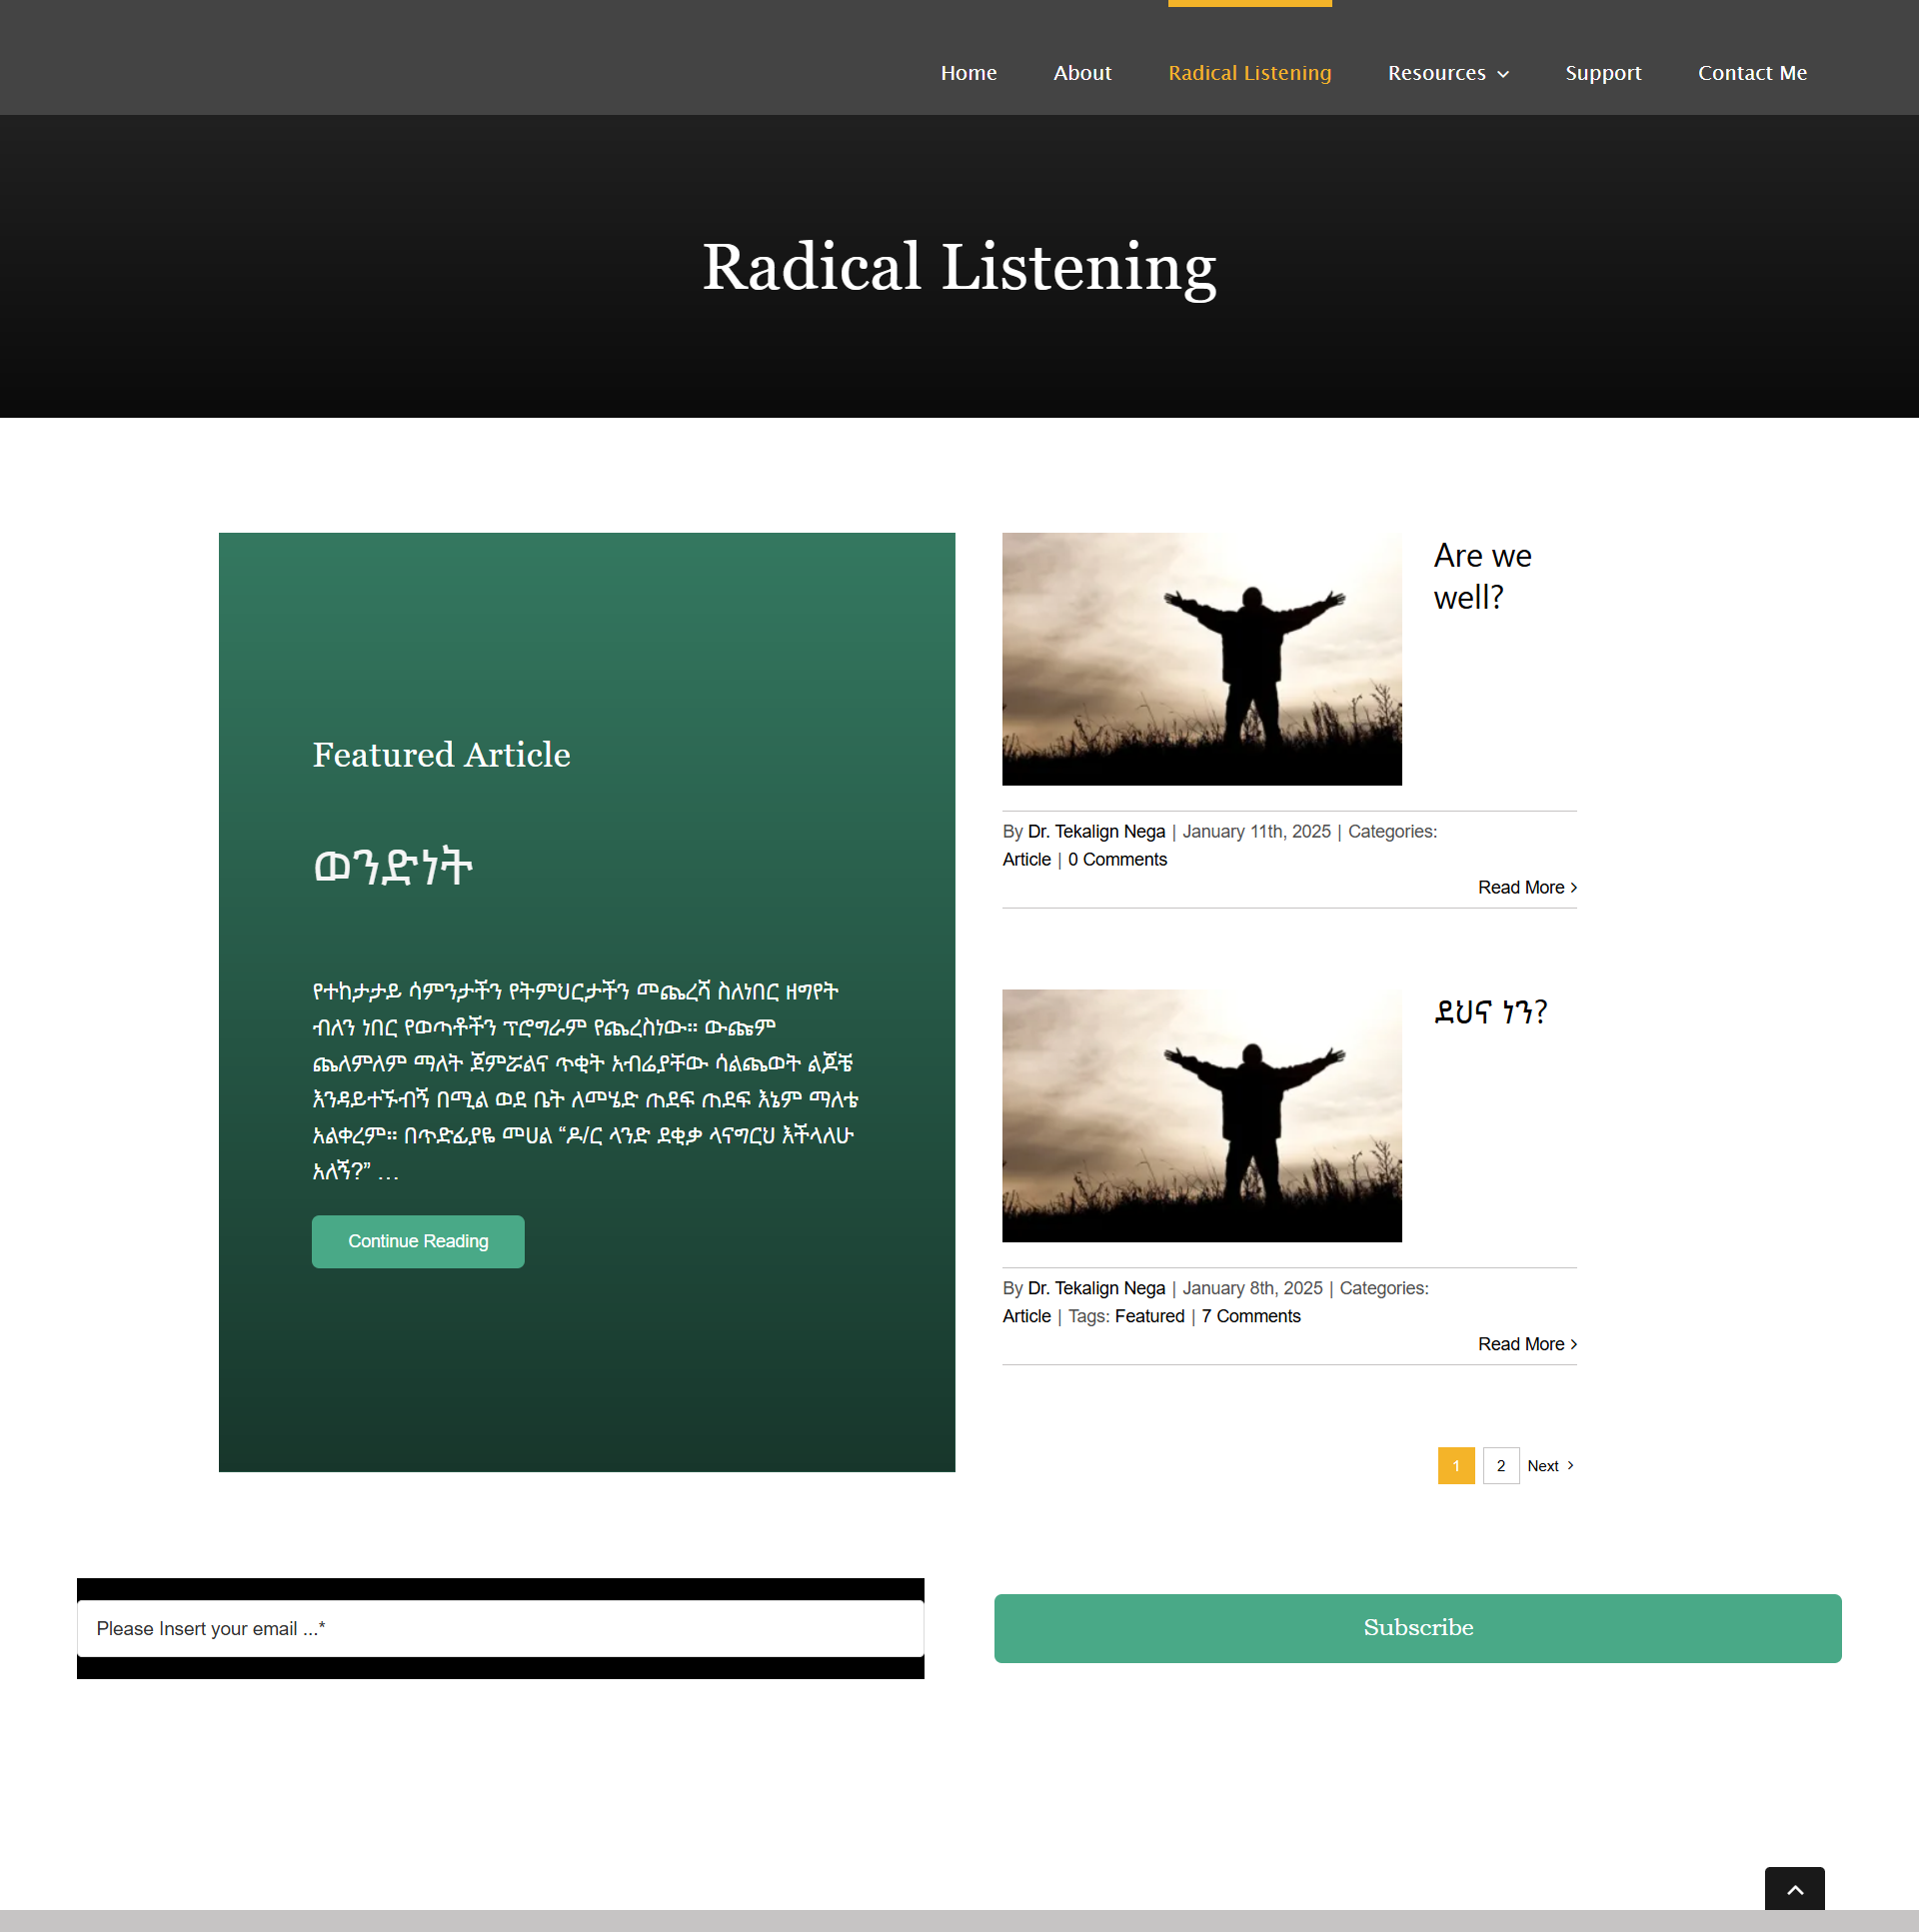 Home About Radical Listening Resources Support Contact Me
Radical Listening
Featured Article
ወንድነት
የተከታታይ ሳምንታችን የትምህርታችን መጨረሻ ስለነበር ዘግየት
ብለን ነበር የወጣቶችን ፕሮግራም የጨረስነው። ውጩም
ጨለምለም ማለት ጀምሯልና ጥቂት አብሬያቸው ሳልጨወት ልጆቼ
እንዳይተኙብኝ በሚል ወደ ቤት ለመሄድ ጠደፍ ጠደፍ እኔም ማለቴ
አልቀረም። በጥድፊያዬ መሀል “ዶ/ር ላንድ ደቂቃ ላናግርህ እችላለሁ
አለኝ?” …
Continue Reading
Are we
well?
By Dr. Tekalign Nega | January 11th, 2025 | Categories:
Article | 0 Comments
Read More
ደህና ነን?
By Dr. Tekalign Nega | January 8th, 2025 | Categories:
Article | Tags: Featured | 7 Comments
Read More
1 2 Next
Please Insert your email ...*
Subscribe